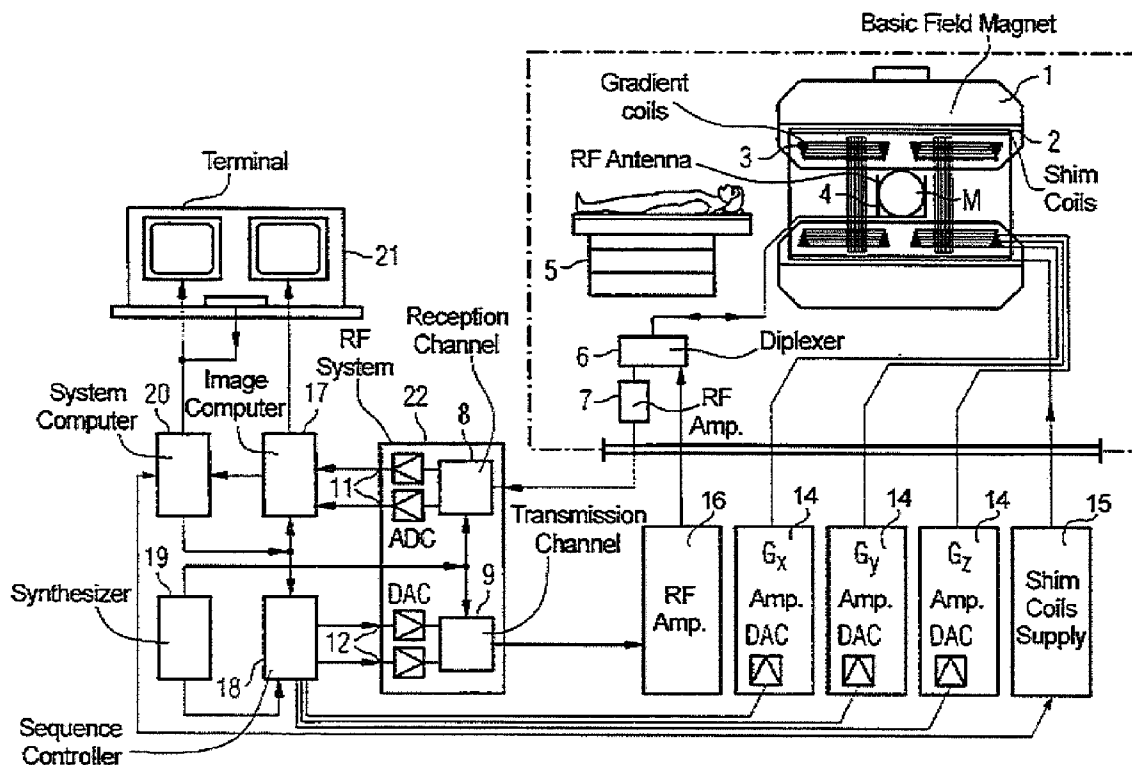 Basic Field Magnet
1
Gradient
coils
2
3
RF Antenna
Shim
Coils
4
M
Terminal
21
5
Reception
Channel
RF
System
6
Diplexer
System
Computer
20
Image
Computer
17
22
8
7
RF
Amp.
11
ADC
Transmission
Channel
16
14
14
14
15
19
Synthesizer
DAC
9
12
RF
Amp.
Gx
Amp.
DAC
Gy
Amp.
DAC
Gz
Amp.
DAC
Shim
Coils
Supply
18
Sequence
Controller